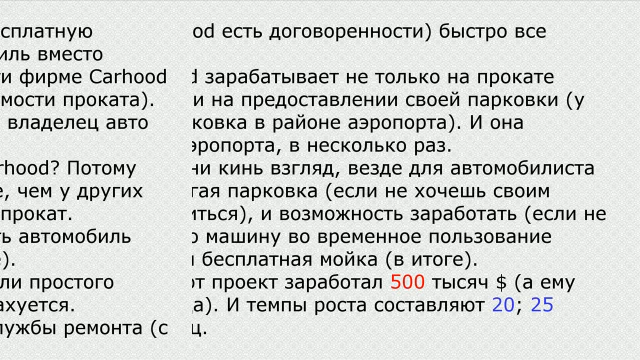 сплатную
иль вместо
ти фирме Carhood
мости проката).
владелец авто
rhood? Потому
е, чем у других
прокат.
ть автомобиль
е).
ли простого
ахуется.
лужбы ремонта (с
od есть договоренности) быстро все
d зарабатывает не только на прокате
и на предоставлении своей парковки (у
ковка в районе аэропорта). И она
эропорта, в несколько раз.
ни кинь взгляд, везде для автомобилиста
гая парковка (если не хочешь своим
иться), и возможность заработать (если не
ю машину во временное пользование
и бесплатная мойка (в итоге).
от проект заработал 500 тысяч $ (а ему
да). И темпы роста составляют 20; 25
ц.